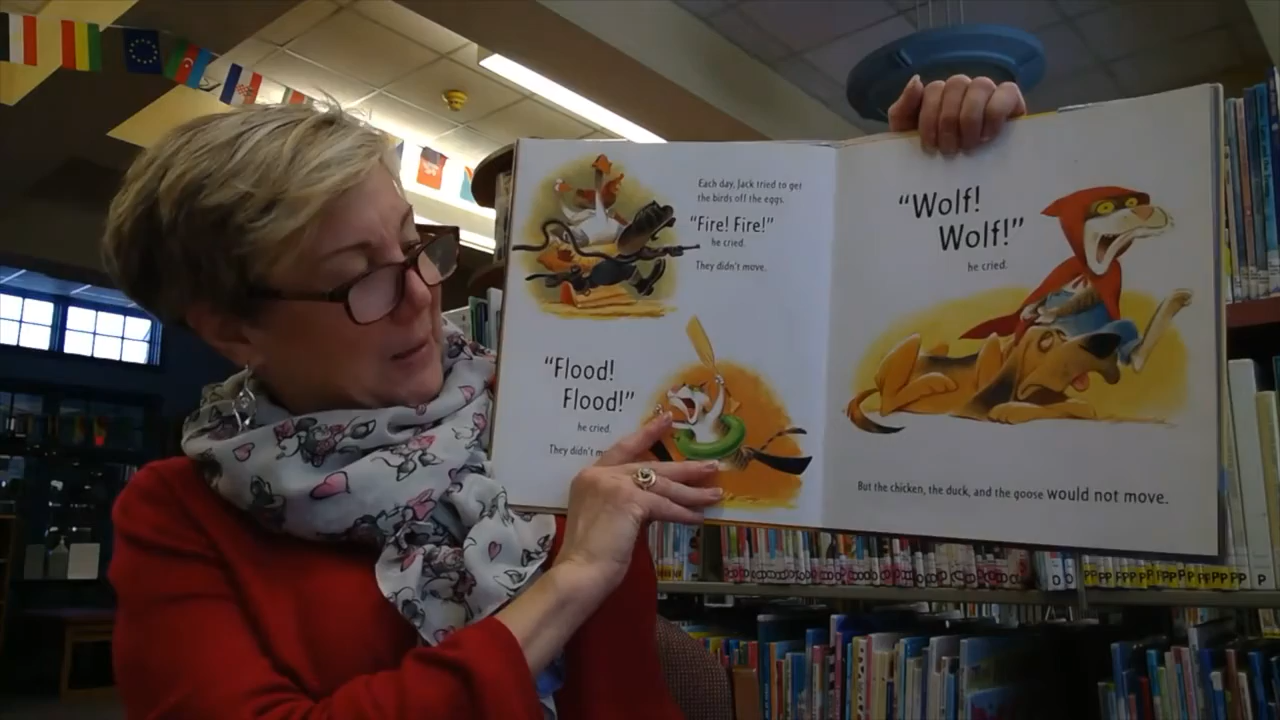 Each day, Jack tried to get
the birds off the eggs.
"Fire! Fire!"
he cried.
They didn't move.
"Flood!
Flood!"
he cried.
They didn't
"Wolf!
Wolf!"
he cried.
But the chicken, the duck, and the goose would not move.